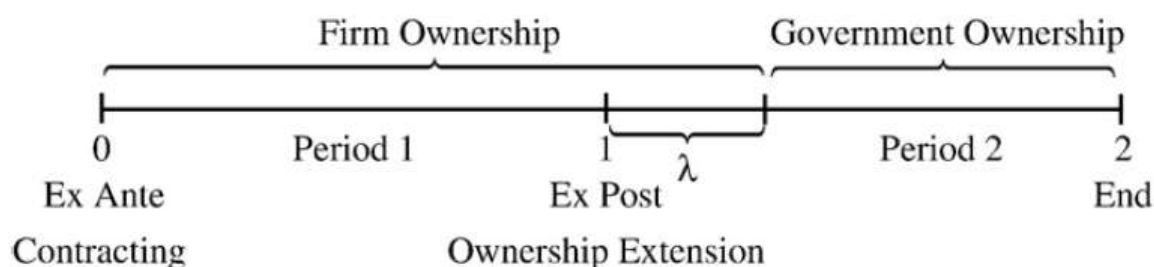 Firm Ownership Government Ownership
0 Period 1 1 λ Period 2 2
Ex Ante Ex Post End
Contracting Ownership Extension